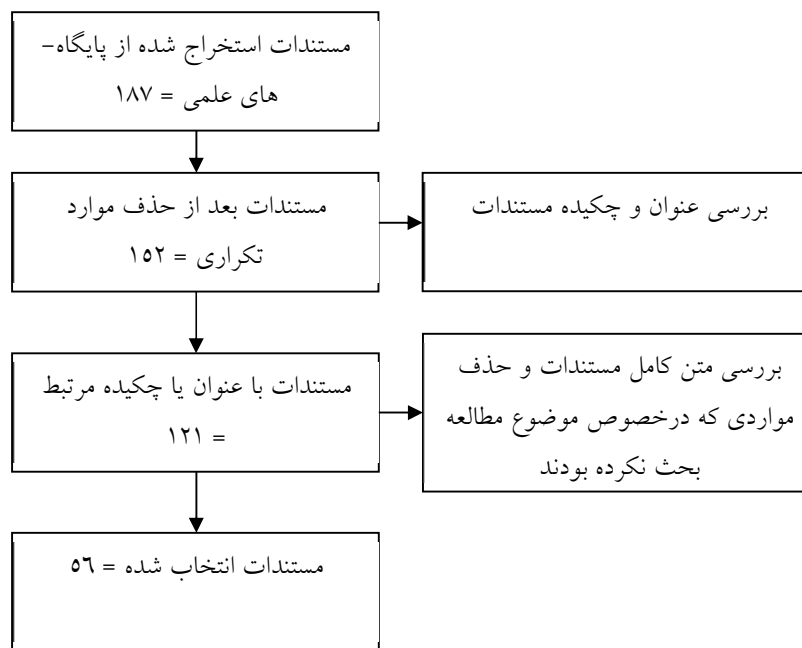 مستندات استخراج شده از پایگاه-
های علمی = ۱۸۷
مستندات بعد از حذف موارد
تکراری = ۱۵۲
بررسی عنوان و چکیده مستندات
مستندات با عنوان یا چکیده مرتبط
= ۱۲۱
بررسی متن کامل مستندات و حذف
مواردی که درخصوص موضوع مطالعه
بحث نکرده بودند
مستندات انتخاب شده = ۵۶